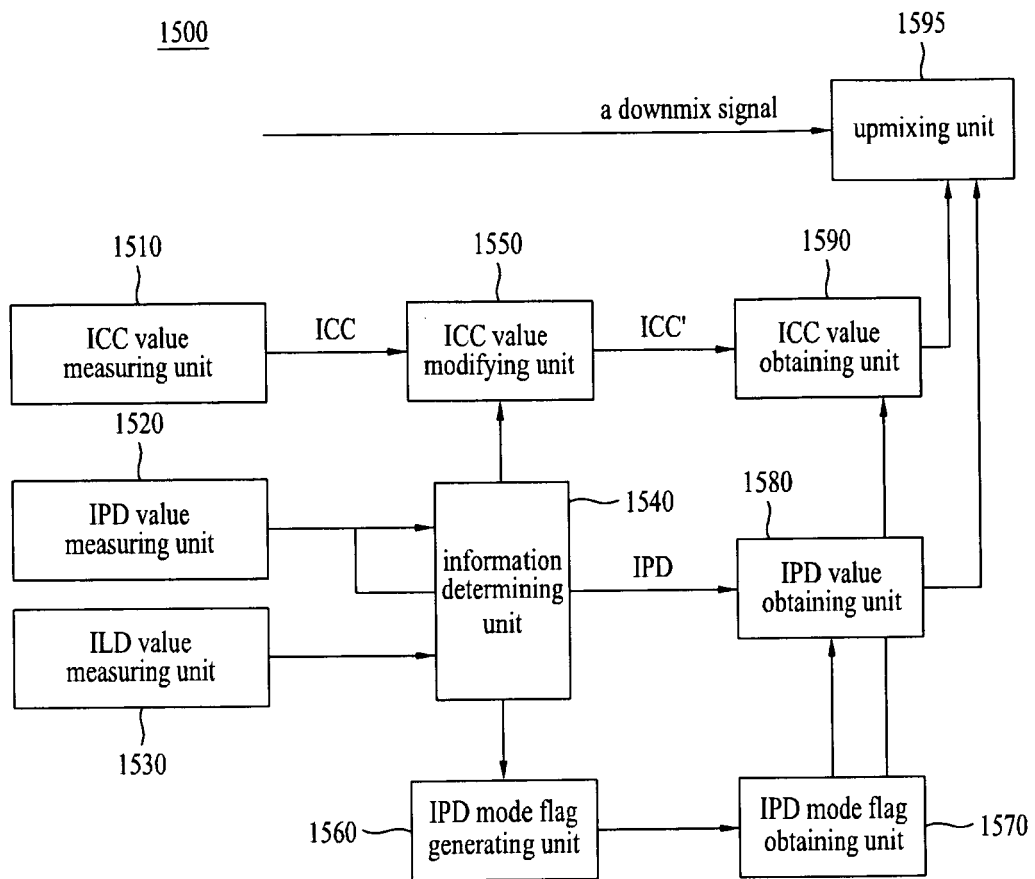 1500
1595
a downmix signal
upmixing unit
1510
1550
1590
ICC value
measuring unit
ICC
ICC value
modifying unit
ICC'
ICC value
obtaining unit
1520
IPD value
measuring unit
1540
information
determining
unit
IPD
1580
IPD value
obtaining unit
ILD value
measuring unit
1530
1560
IPD mode flag
generating unit
IPD mode flag
obtaining unit
1570